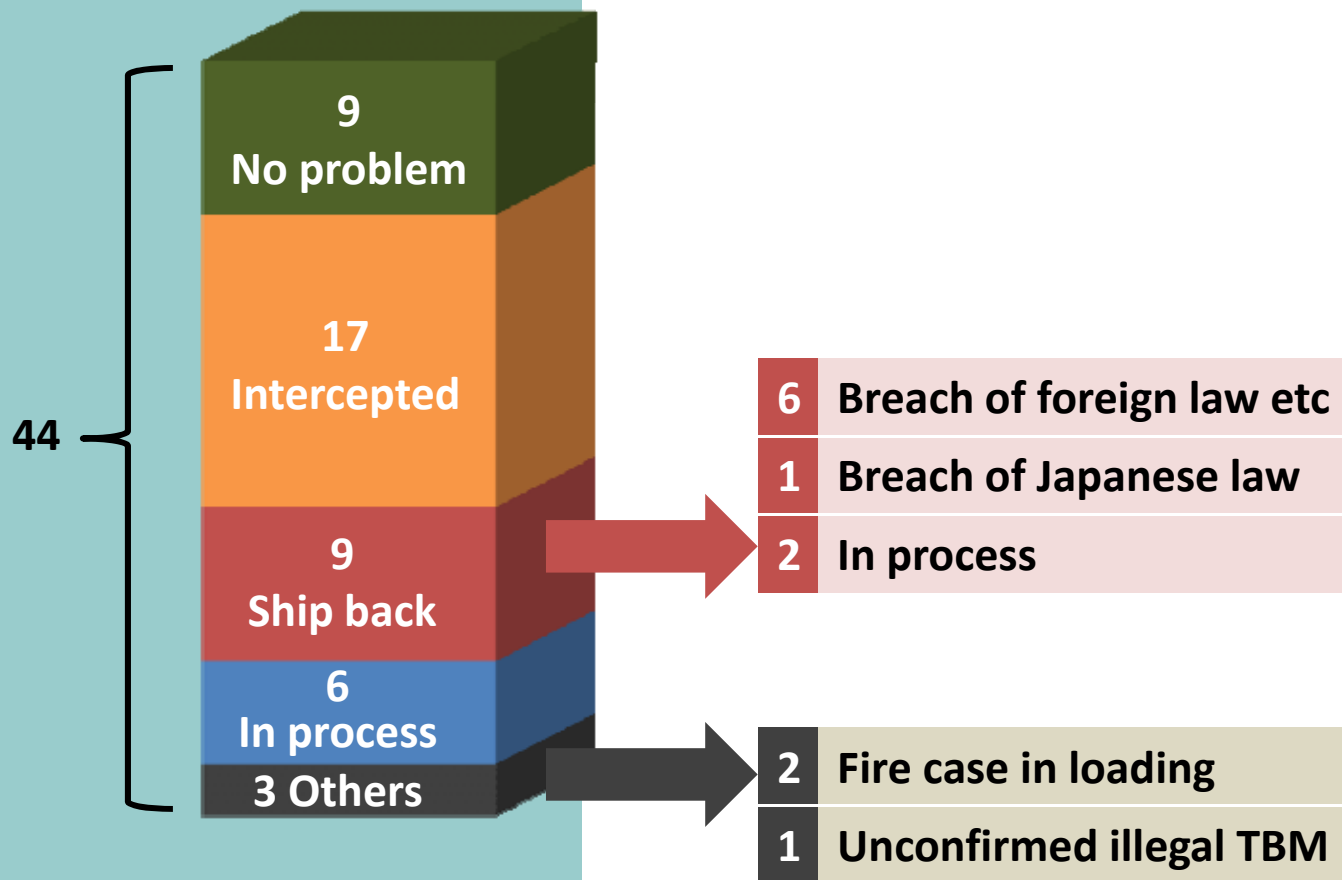 44
9
No problem
17
Intercepted
9
Ship back
6
In process
3 Others
6 Breach of foreign law etc
1 Breach of Japanese law
2 In process
2 Fire case in loading
1 Unconfirmed illegal TBM